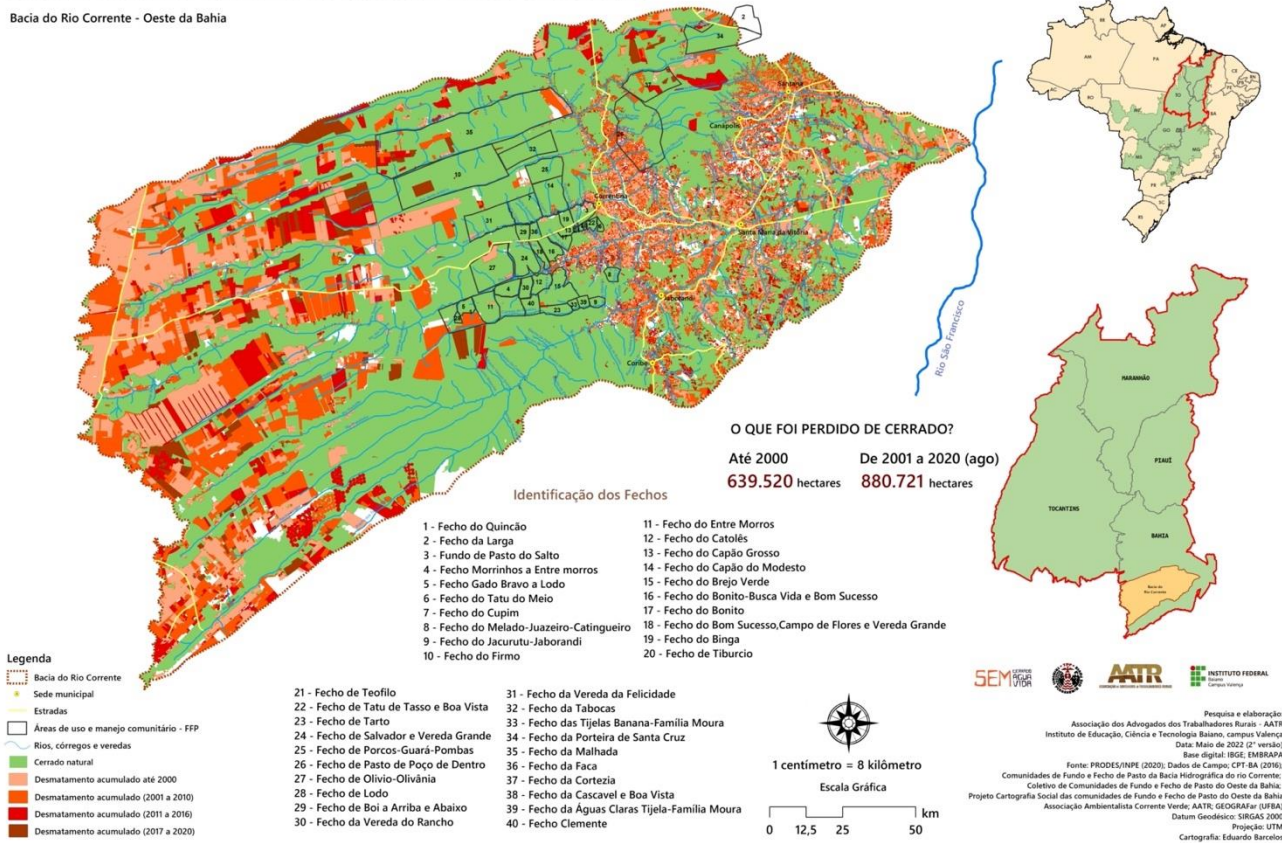 Bacia do Rio Corrente - Oeste da Bahia
Santana
Canápolis
Correntina
Santa Maria da Vitória
Jaborandi
Coribe
Rio São Francisco
MARANHÃO
PIAUÍ
TOCANTINS
BAHIA
Bacia do
Rio Corrente
O QUE FOI PERDIDO DE CERRADO?
Até 2000
639.520 hectares
De 2001 a 2020 (ago)
880.721 hectares
Identificação dos Fechos
1 - Fecho do Quincão
2 - Fecho da Larga
3 - Fundo de Pasto do Salto
4 - Fecho Morrinhos a Entre morros
5 - Fecho Gado Bravo a Lodo
6 - Fecho do Tatu do Meio
7 - Fecho do Cupim
8 - Fecho do Melado-Juazeiro-Catingueiro
9 - Fecho do Jacurutu-Jaborandi
10 - Fecho do Firmo
11 - Fecho do Entre Morros
12 - Fecho do Catolês
13 - Fecho do Capão Grosso
14 - Fecho do Capão do Modesto
15 - Fecho do Brejo Verde
16 - Fecho do Bonito-Busca Vida e Bom Sucesso
17 - Fecho do Bonito
18 - Fecho do Bom Sucesso,Campo de Flores e Vereda Grande
19 - Fecho do Binga
20 - Fecho de Tiburcio
21 - Fecho de Teofilo
22 - Fecho de Tatu de Tasso e Boa Vista
23 - Fecho de Tarto
24 - Fecho de Salvador e Vereda Grande
25 - Fecho de Porcos-Guará-Pombas
26 - Fecho de Pasto de Poço de Dentro
27 - Fecho de Olivio-Olivânia
28 - Fecho de Lodo
29 - Fecho de Boi a Arriba e Abaixo
30 - Fecho da Vereda do Rancho
31 - Fecho da Vereda da Felicidade
32 - Fecho da Tabocas
33 - Fecho das Tijelas Banana-Família Moura
34 - Fecho da Porteira de Santa Cruz
35 - Fecho da Malhada
36 - Fecho da Faca
37 - Fecho da Cortezia
38 - Fecho da Cascavel e Boa Vista
39 - Fecho da Águas Claras Tijela-Família Moura
40 - Fecho Clemente
Legenda
Bacia do Rio Corrente
Sede municipal
Estradas
Áreas de uso e manejo comunitário - FFP
Rios, córregos e veredas
Cerrado natural
Desmatamento acumulado até 2000
Desmatamento acumulado (2001 a 2010)
Desmatamento acumulado (2011 a 2016)
Desmatamento acumulado (2017 a 2020)
1 centímetro = 8 kilômetro
Escala Gráfica
km
0 12,5 25 50
SEM CERRADO ÁGUA VIDA
AATR
INSTITUTO FEDERAL
Baiano
Campus Valença
Pesquisa e elaboração:
Associação dos Advogados dos Trabalhadores Rurais - AATR
Instituto de Educação, Ciência e Tecnologia Baiano, campus Valença
Data: Maio de 2022 (2ª versão)
Base digital: IBGE; EMBRAPA
Fonte: PRODES/INPE (2020); Dados de Campo; CPT-BA (2016);
Comunidades de Fundo e Fecho de Pasto da Bacia Hidrográfica do rio Corrente;
Coletivo de Comunidades de Fundo e Fecho de Pasto do Oeste da Bahia;
Projeto Cartografia Social das comunidades de Fundo e Fecho de Pasto do Oeste da Bahia
Associação Ambientalista Corrente Verde; AATR; GEOGRAFar (UFBA)
Datum Geodésico: SIRGAS 2000
Projeção: UTM
Cartografia: Eduardo Barcelos